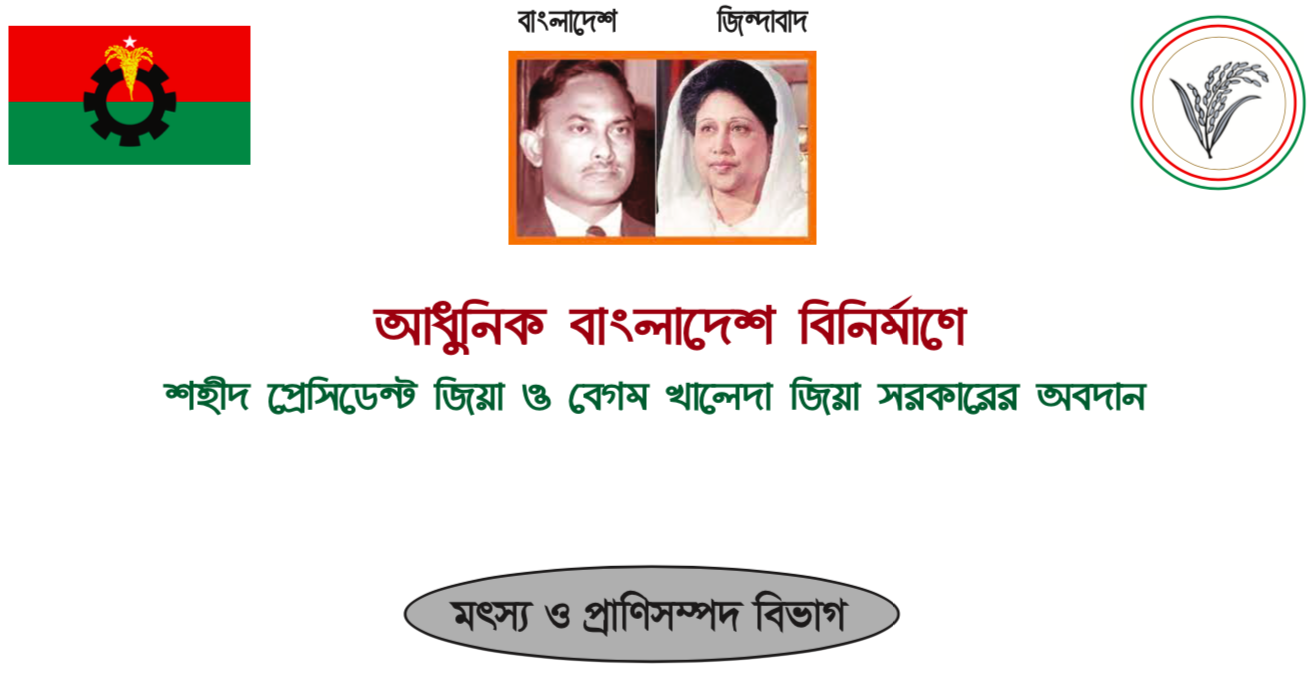 বাংলাদেশ জিন্দাবাদ
আধুনিক বাংলাদেশ বিনির্মাণে
শহীদ প্রেসিডেন্ট জিয়া ও বেগম খালেদা জিয়া সরকারের অবদান
মৎস্য ও প্রাণিসম্পদ বিভাগ